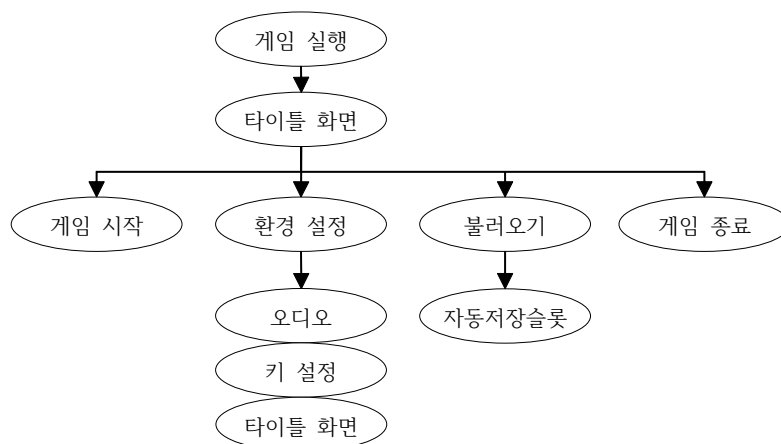 게임 실행
타이틀 화면
게임 시작
환경 설정
불러오기
게임 종료
오디오
자동저장슬롯
키 설정
타이틀 화면